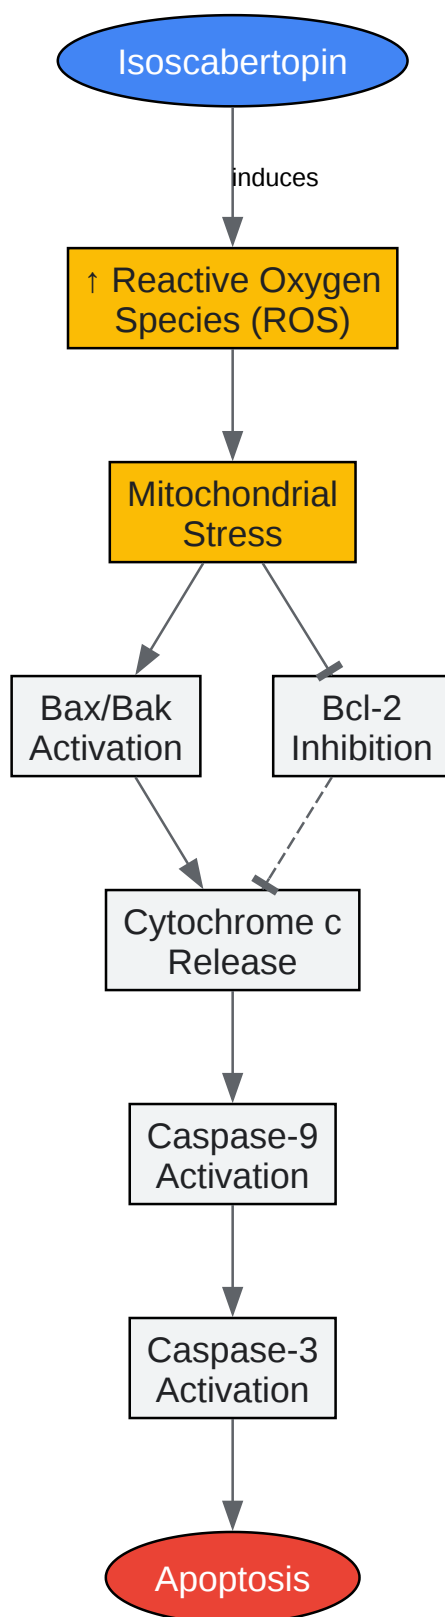 Isoscabertopin
induces
↑ Reactive Oxygen
Species (ROS)
Mitochondrial
Stress
Bax/Bak
Activation
Bcl-2
Inhibition
Cytochrome c
Release
Caspase-9
Activation
Caspase-3
Activation
Apoptosis